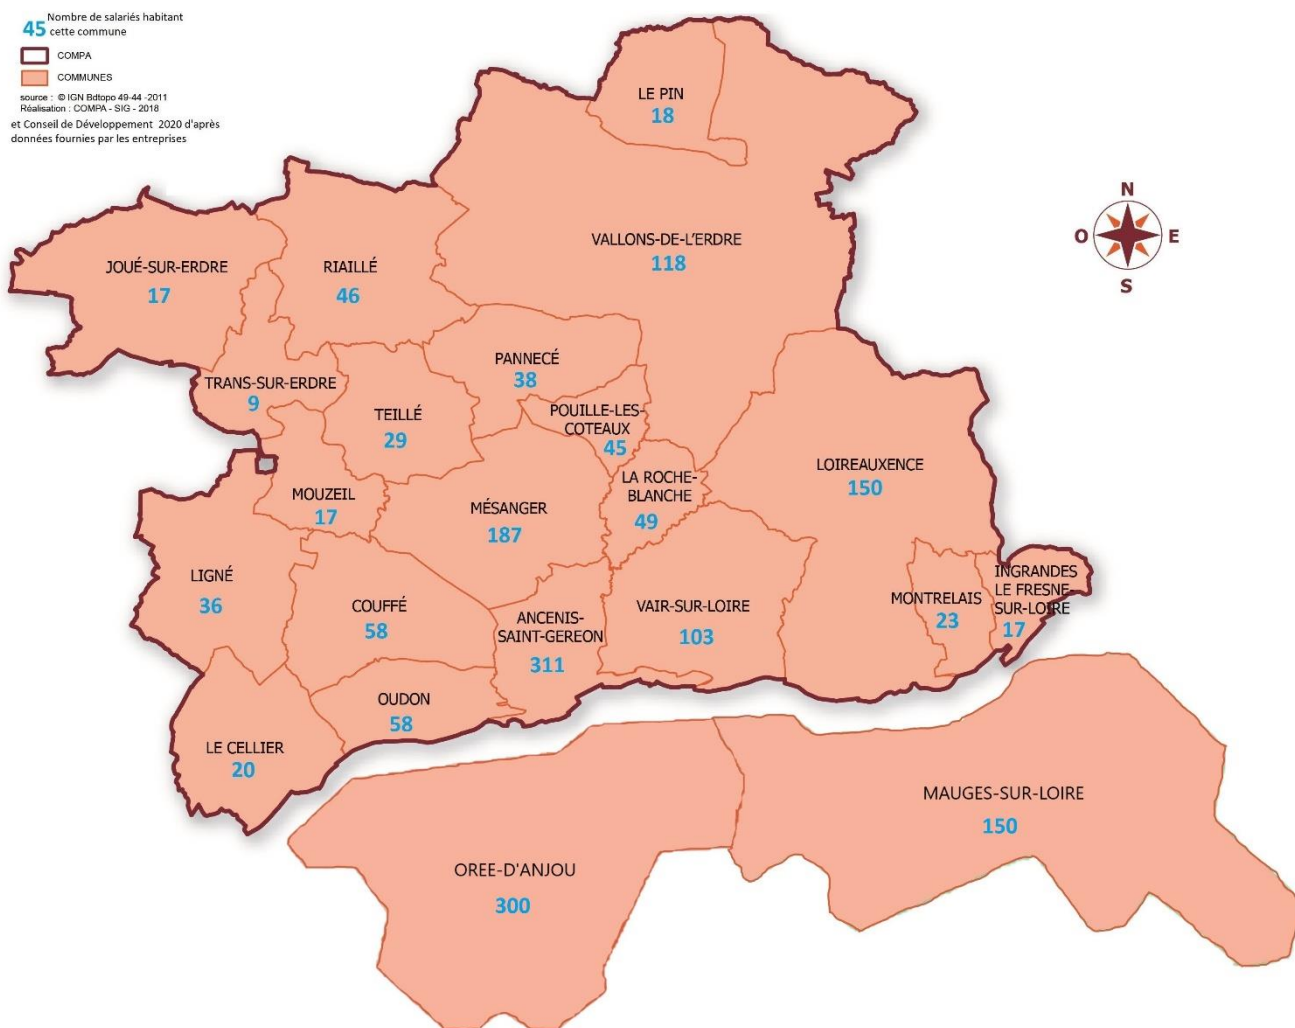 Nombre de salariés habitant
45 cette commune
COMPA
COMMUNES
source : © IGN Bdtopo 49-44 -2011
Réalisation : COMPA - SIG - 2018
et Conseil de Développement 2020 d'après
données fournies par les entreprises
LE PIN
18
N
O E
S
VALLONS-DE-L'ERDRE
118
JOUÉ-SUR-ERDRE
17
RIAILLÉ
46
PANNECÉ
38
TRANS-SUR-ERDRE
9
TEILLÉ
29
POUILLE-LES-
COTEAUX
45
LOIREAUXENCE
150
LA ROCHE-
BLANCHE
49
MOUZEIL
17
MÉSANGER
187
LIGNÉ
36
COUFFÉ
58
ANCENIS-
SAINT-GEREON
311
VAIR-SUR-LOIRE
103
MONTRELAIS
23
INGRANDES
LE FRESNE-
SUR-LOIRE
17
OUDON
58
LE CELLIER
20
MAUGES-SUR-LOIRE
150
OREE-D'ANJOU
300